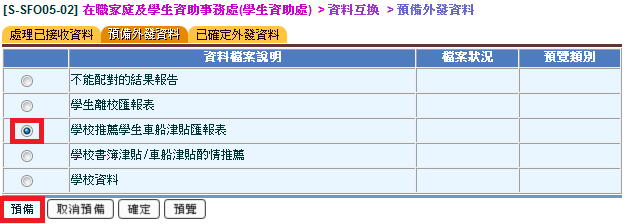 [S-SFO05-02] 在職家庭及學生資助事務處(學生資助處) > 資料互換 > 預備外發資料
處理已接收資料 預備外發資料 已確定外發資料
資料檔案說明 檔案狀況 預覽類別
不能配對的結果報告
學生離校匯報表
學校推薦學生車船津貼匯報表
學校書簿津貼/車船津貼酌情推薦
學校資料
預備 取消預備 確定 預覽